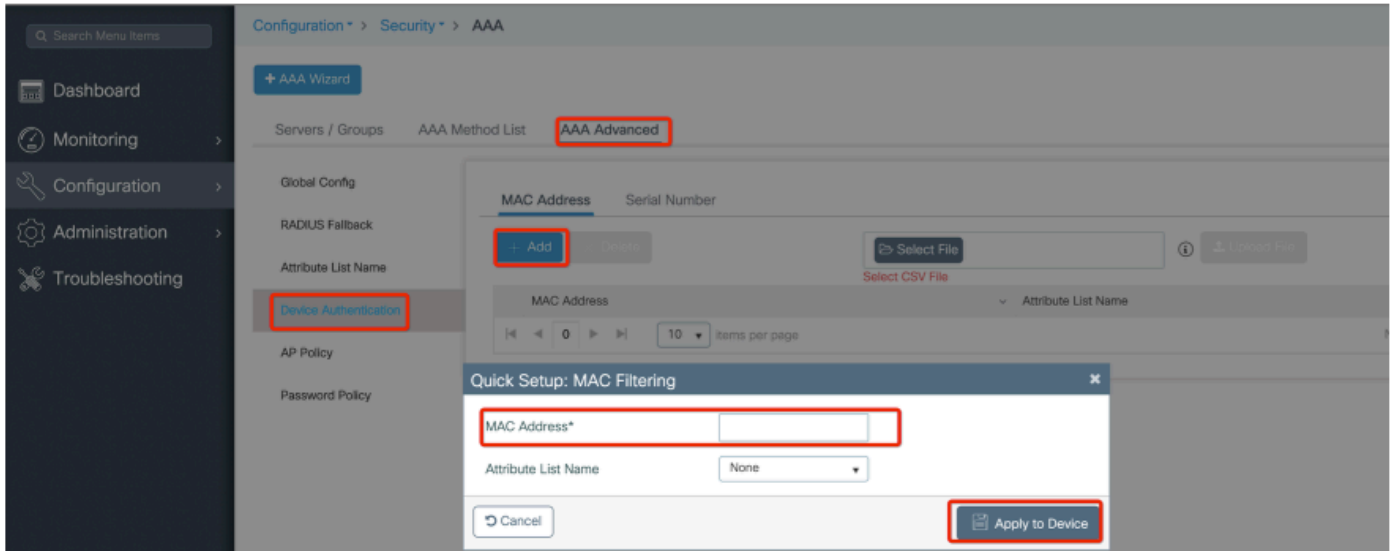 Search Menu Items
Dashboard
Monitoring
Configuration
Administration
Troubleshooting
Configuration > Security > AAA
+ AAA Wizard
Servers / Groups AAA Method List AAA Advanced
Global Config
RADIUS Fallback
Attribute List Name
Device Authentication
AP Policy
Password Policy
MAC Address Serial Number
+ Add Delete Select File Upload File
Select CSV File
MAC Address Attribute List Name
0 10 items per page
Quick Setup: MAC Filtering
MAC Address*
Attribute List Name None
Cancel Apply to Device